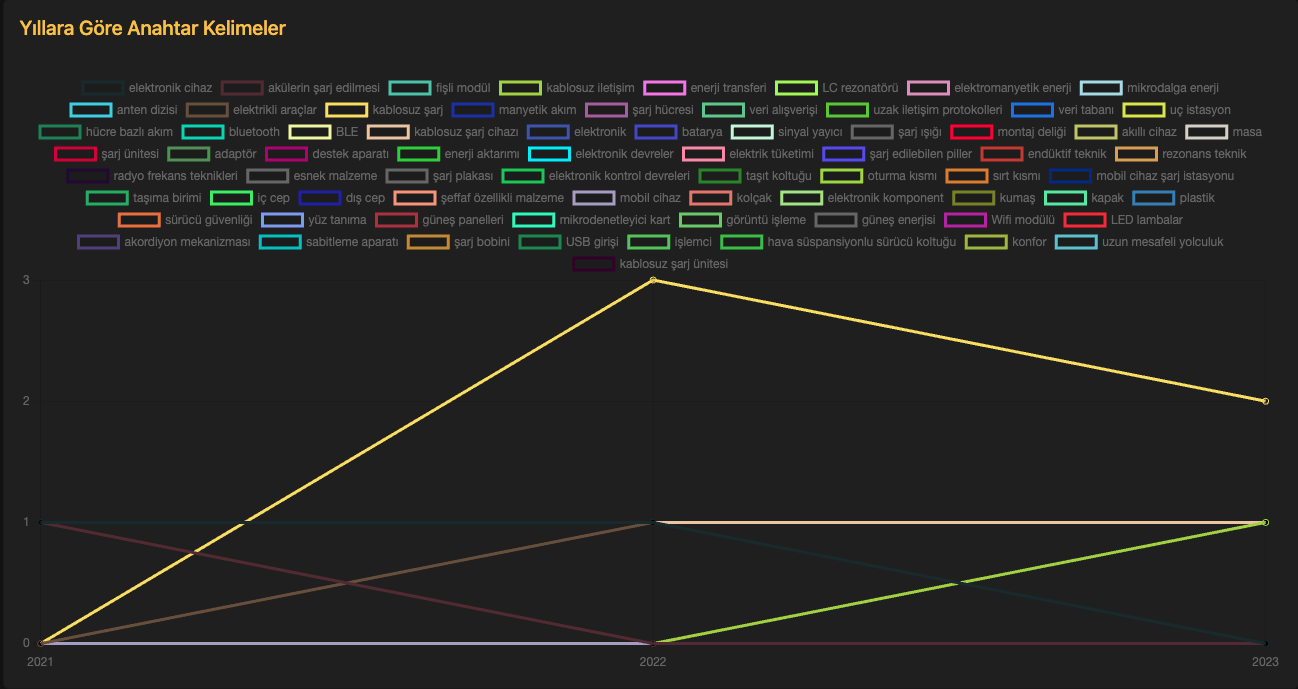 Yıllara Göre Anahtar Kelimeler
elektronik cihaz akülerin şarj edilmesi fişli modül kablosuz iletişim enerji transferi LC rezonatörü elektromanyetik enerji mikrodalga enerji
anten dizisi elektrikli araçlar kablosuz şarj manyetik akım şarj hücresi veri alışverişi uzak iletişim protokolleri veri tabanı uç istasyon
hücre bazlı akım bluetooth BLE kablosuz şarj cihazı elektronik batarya sinyal yayıcı şarj ışığı montaj deliği akıllı cihaz masa
şarj ünitesi adaptör destek aparatı enerji aktarımı elektronik devreler elektrik tüketimi şarj edilebilen piller endüktif teknik rezonans teknik
radyo frekans teknikleri esnek malzeme şarj plakası elektronik kontrol devreleri taşıt koltuğu oturma kısmı sırt kısmı mobil cihaz şarj istasyonu
taşıma birimi iç cep dış cep şeffaf özellikli malzeme mobil cihaz kolçak elektronik komponent kumaş kapak plastik
sürücü güvenliği yüz tanıma güneş panelleri mikrodenetleyici kart görüntü işleme güneş enerjisi Wifi modülü LED lambalar
akordiyon mekanizması sabitleme aparatı şarj bobini USB girişi işlemci hava süspansiyonlu sürücü koltuğu konfor uzun mesafeli yolculuk
kablosuz şarj ünitesi
3
2
1
0
2021 2022 2023